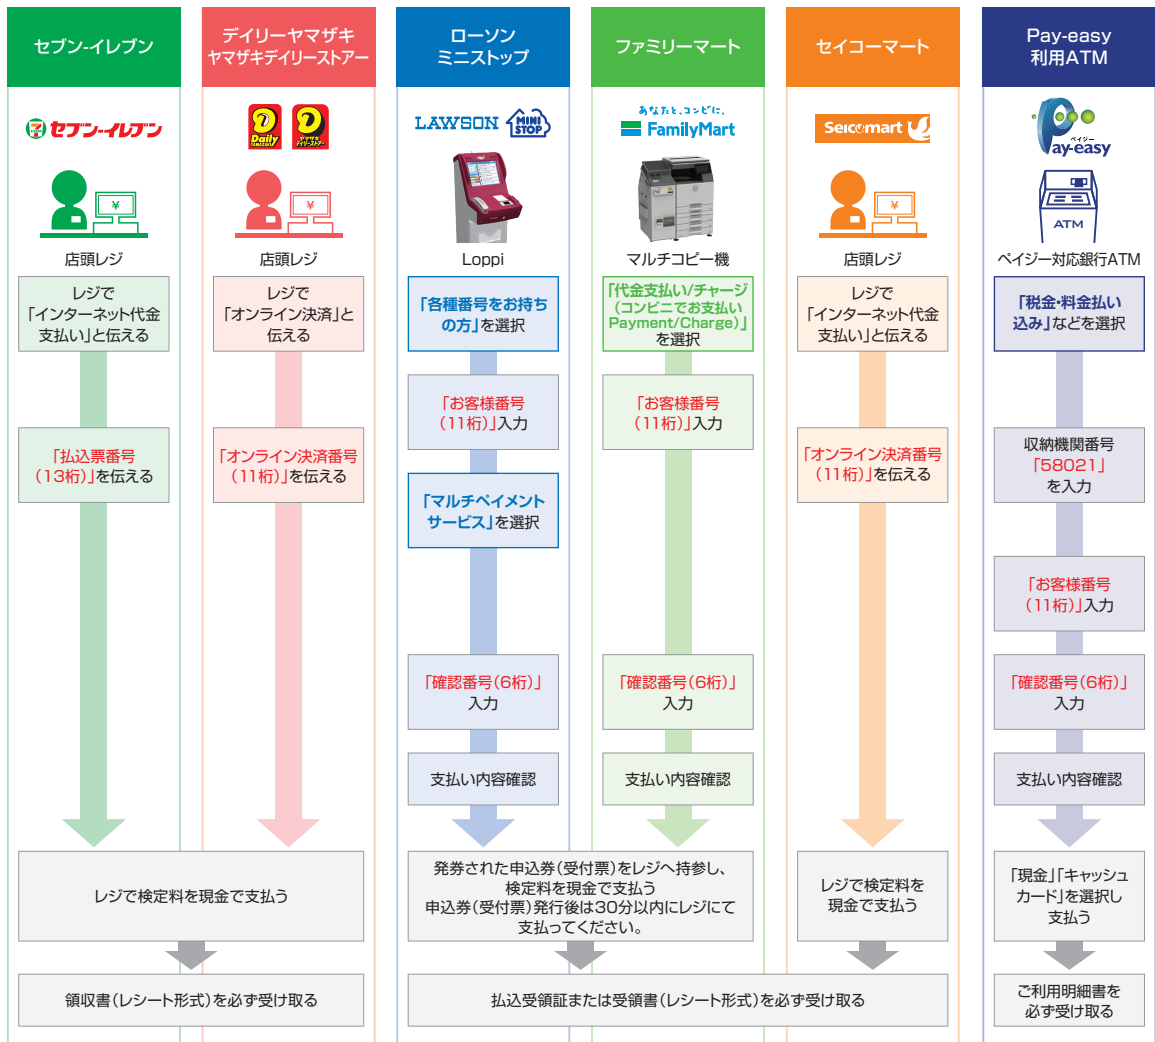 セブン-イレブン
セブン-イレブン
¥
店頭レジ
レジで
「インターネット代金
支払い」と伝える
「払込票番号
(13桁)」を伝える
デイリーヤマザキ
ヤマザキデイリーストアー
Daily
YAMAZAKI
ヤマザキ
デイリーストアー
¥
店頭レジ
レジで
「オンライン決済」と
伝える
「オンライン決済番号
(11桁)」を伝える
レジで検定料を現金で支払う
領収書(レシート形式)を必ず受け取る
ローソン
ミニストップ
LAWSON
MINI
STOP
Loppi
「各種番号をお持ち
の方」を選択
「お客様番号
(11桁)」入力
「マルチペイメント
サービス」を選択
「確認番号(6桁)」
入力
支払い内容確認
ファミリーマート
あなたと、コンビに、
FamilyMart
マルチコピー機
「代金支払い/チャージ
(コンビニでお支払い
Payment/Charge)」
を選択
「お客様番号
(11桁)」入力
「確認番号(6桁)」
入力
支払い内容確認
発券された申込券(受付票)をレジへ持参し、
検定料を現金で支払う
申込券(受付票)発行後は30分以内にレジにて
支払ってください。
セイコーマート
Seicomart
¥
店頭レジ
レジで
「インターネット代金
支払い」と伝える
「オンライン決済番号
(11桁)」を伝える
レジで検定料を
現金で支払う
払込受領証または受領書(レシート形式)を必ず受け取る
Pay-easy
利用ATM
ペイジー
Pay-easy
ATM
ペイジー対応銀行ATM
「税金・料金払い
込み」などを選択
収納機関番号
「58021」
を入力
「お客様番号
(11桁)」入力
「確認番号(6桁)」
入力
支払い内容確認
「現金」「キャッシュ
カード」を選択し
支払う
ご利用明細書を
必ず受け取る